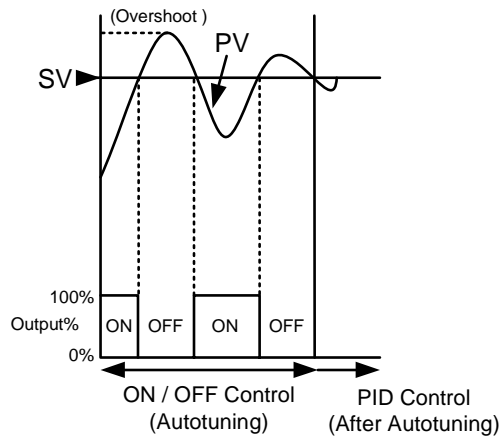 (Overshoot )
PV
SV
100%
Output%
ON
OFF
ON
OFF
0%
ON / OFF Control
(Autotuning)
PID Control
(After Autotuning)